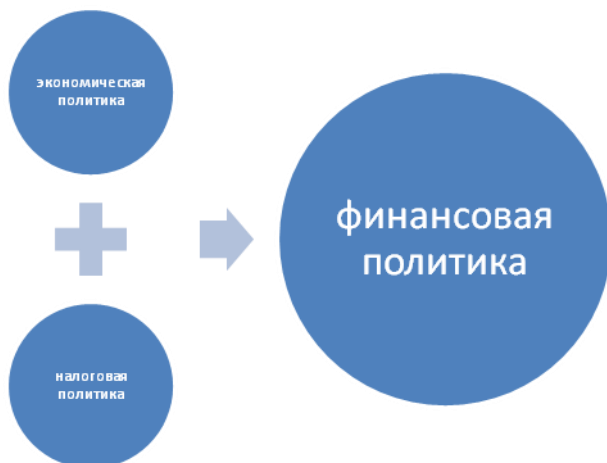 экономическая
политика
финансовая
политика
налоговая
политика